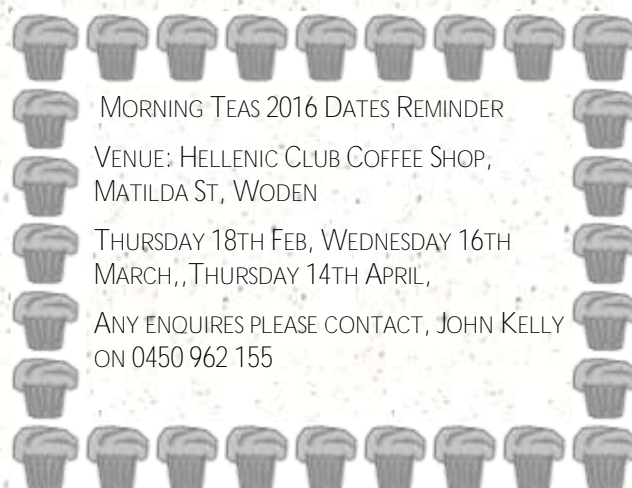 Morning Teas 2016 Dates Reminder
Venue: Hellenic Club Coffee Shop,
Matilda St, Woden
Thursday 18th Feb, Wednesday 16th
March,,Thursday 14th April,
Any enquires please contact, John Kelly
on 0450 962 155